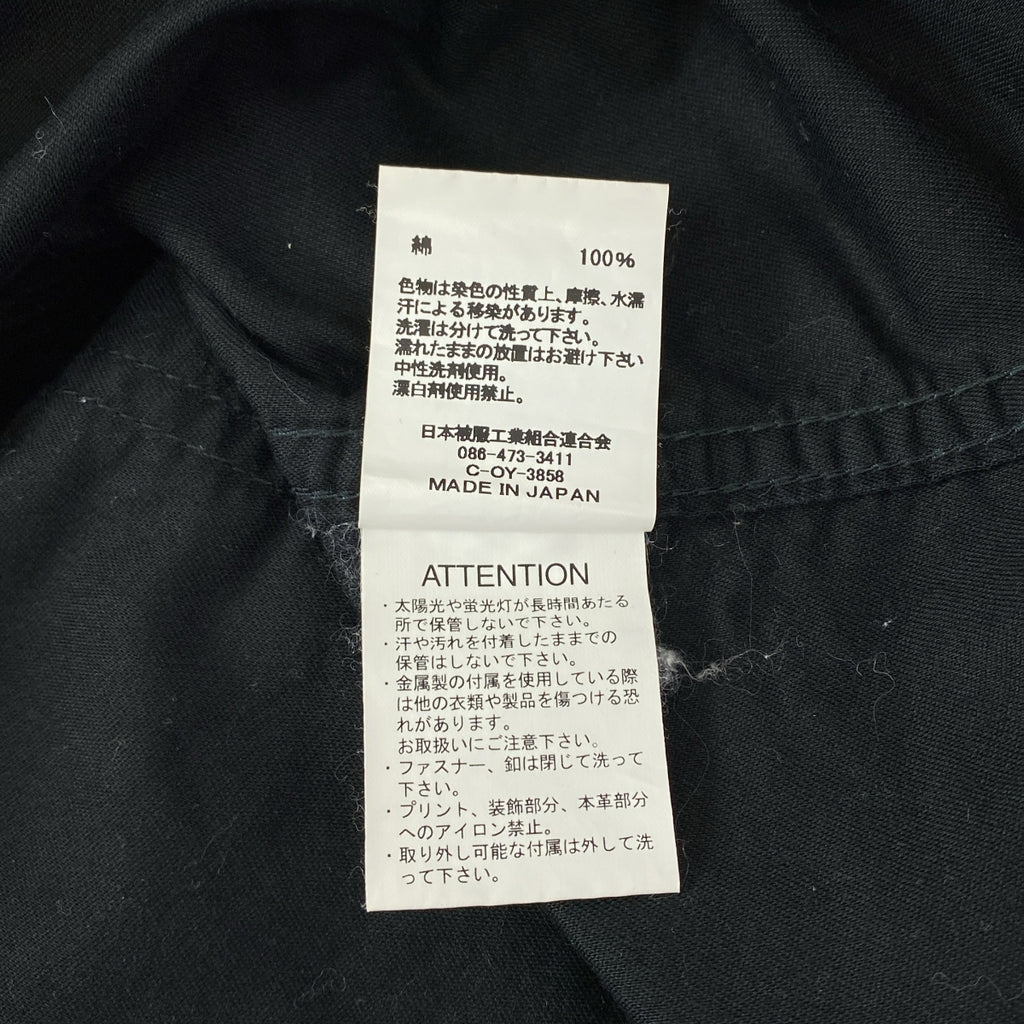 綿 100%
色物は染色の性質上、摩擦、水濡
汗による移染があります。
洗濯は分けて洗って下さい。
濡れたままの放置はお避け下さい
中性洗剤使用。
漂白剤使用禁止。
日本被服工業組合連合会
086-473-3411
C-OY-3858
MADE IN JAPAN
ATTENTION
・太陽光や蛍光灯が長時間あたる
所で保管しないで下さい。
・汗や汚れを付着したままでの
保管はしないで下さい。
・金属製の付属を使用している際
は他の衣類や製品を傷つける恐
れがあります。
お取扱いにご注意下さい。
・ファスナー、釦は閉じて洗って
下さい。
・プリント、装飾部分、本革部分
へのアイロン禁止。
・取り外し可能な付属は外して洗
って下さい。